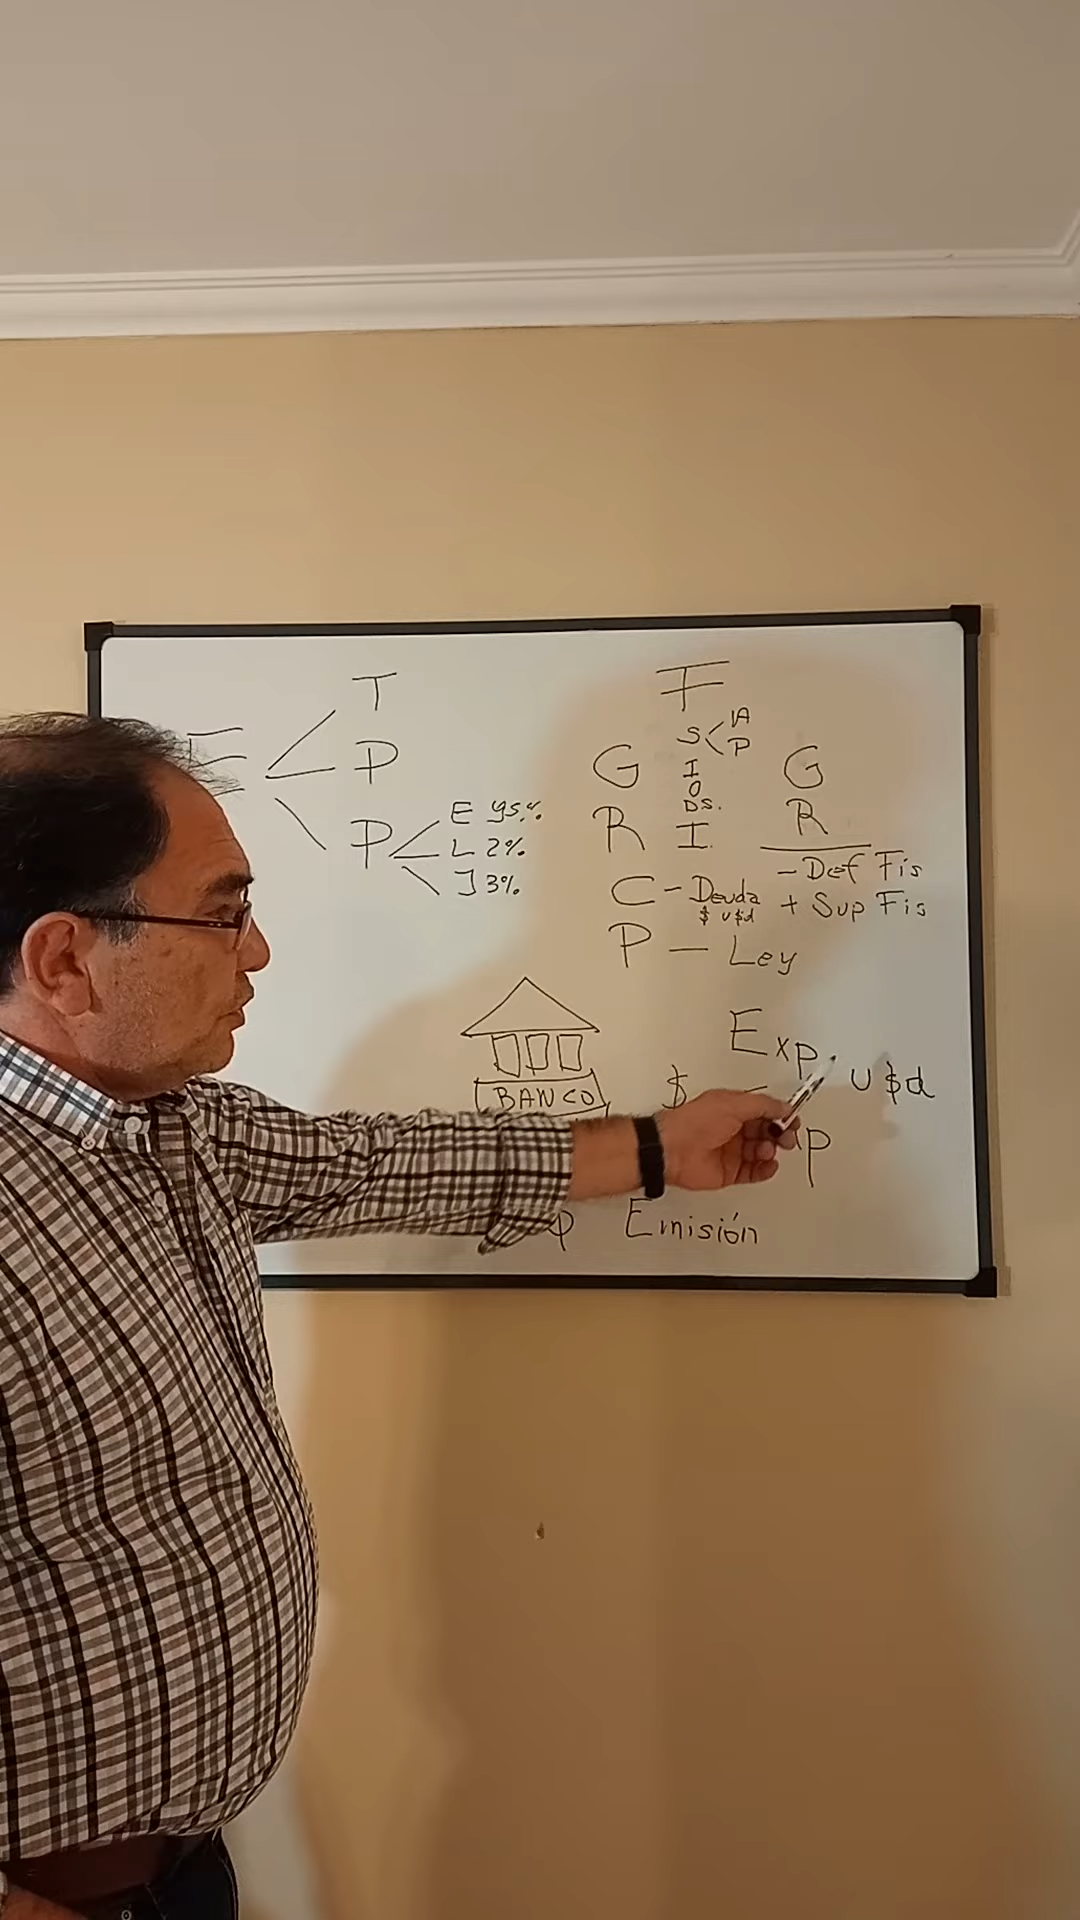 T
E
P
P
E 95%
L 2%
J 3%
F
S
IA
P
I
O
DS.
I.
G
R
C - Deuda
$ u$d
P - Ley
G
R
- Def Fis
+ Sup Fis
BANCO
Exp
$
U $d
P
Emisión